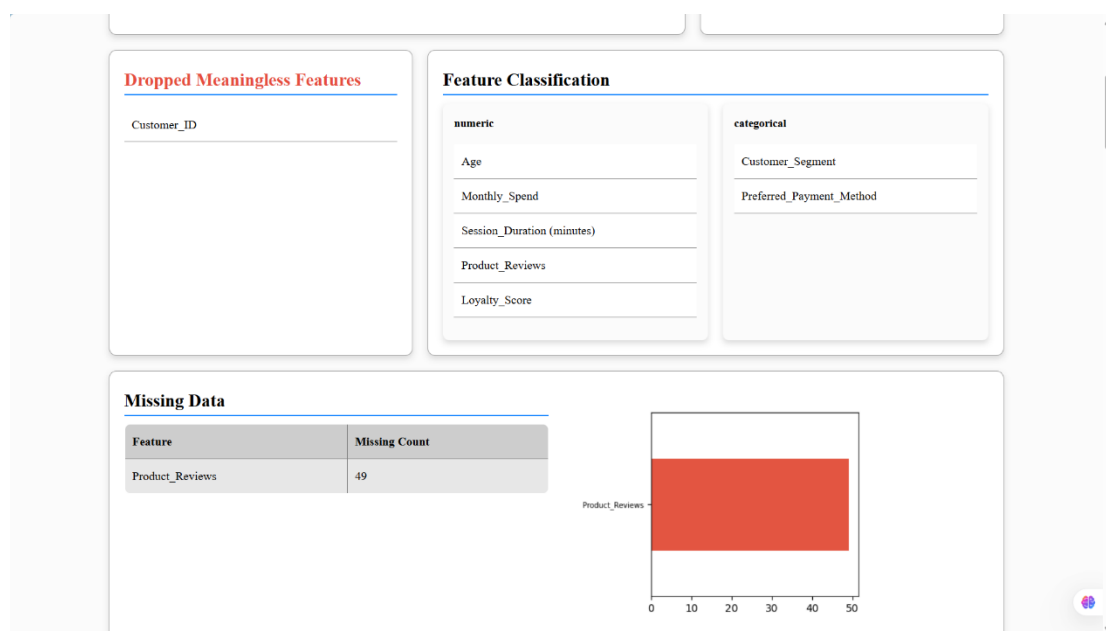 Dropped Meaningless Features
Customer_ID
Feature Classification
numeric
Age
Monthly_Spend
Session_Duration (minutes)
Product_Reviews
Loyalty_Score
categorical
Customer_Segment
Preferred_Payment_Method
Missing Data
Feature Missing Count
Product_Reviews 49
Product_Reviews
0 10 20 30 40 50